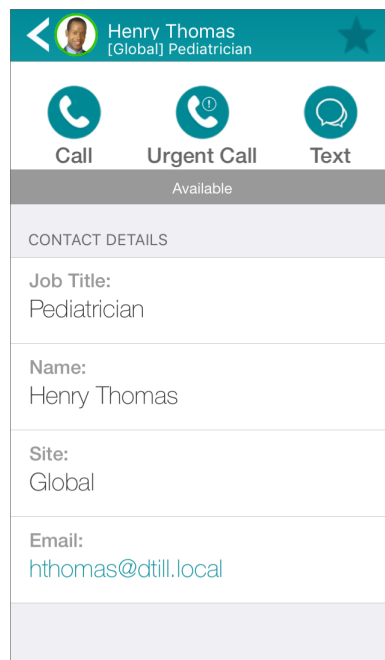 Henry Thomas
[Global] Pediatrician
Call Urgent Call Text
Available
CONTACT DETAILS
Job Title:
Pediatrician
Name:
Henry Thomas
Site:
Global
Email:
hthomas@dtill.local